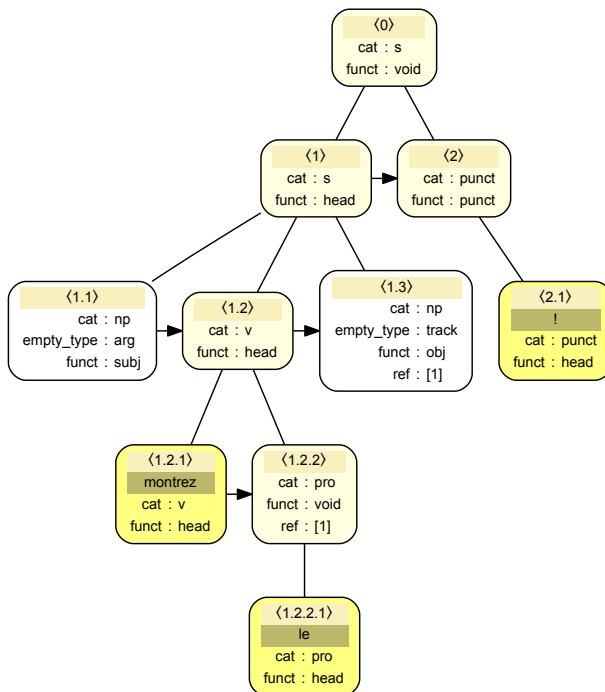 ⟨0⟩
cat : s
funct : void
⟨1⟩
cat : s
funct : head
⟨2⟩
cat : punct
funct : punct
⟨1.1⟩
cat : np
empty_type : arg
funct : subj
⟨1.2⟩
cat : v
funct : head
⟨1.3⟩
cat : np
empty_type : track
funct : obj
ref : [1]
⟨2.1⟩
!
cat : punct
funct : head
⟨1.2.1⟩
montrez
cat : v
funct : head
⟨1.2.2⟩
cat : pro
funct : void
ref : [1]
⟨1.2.2.1⟩
le
cat : pro
funct : head